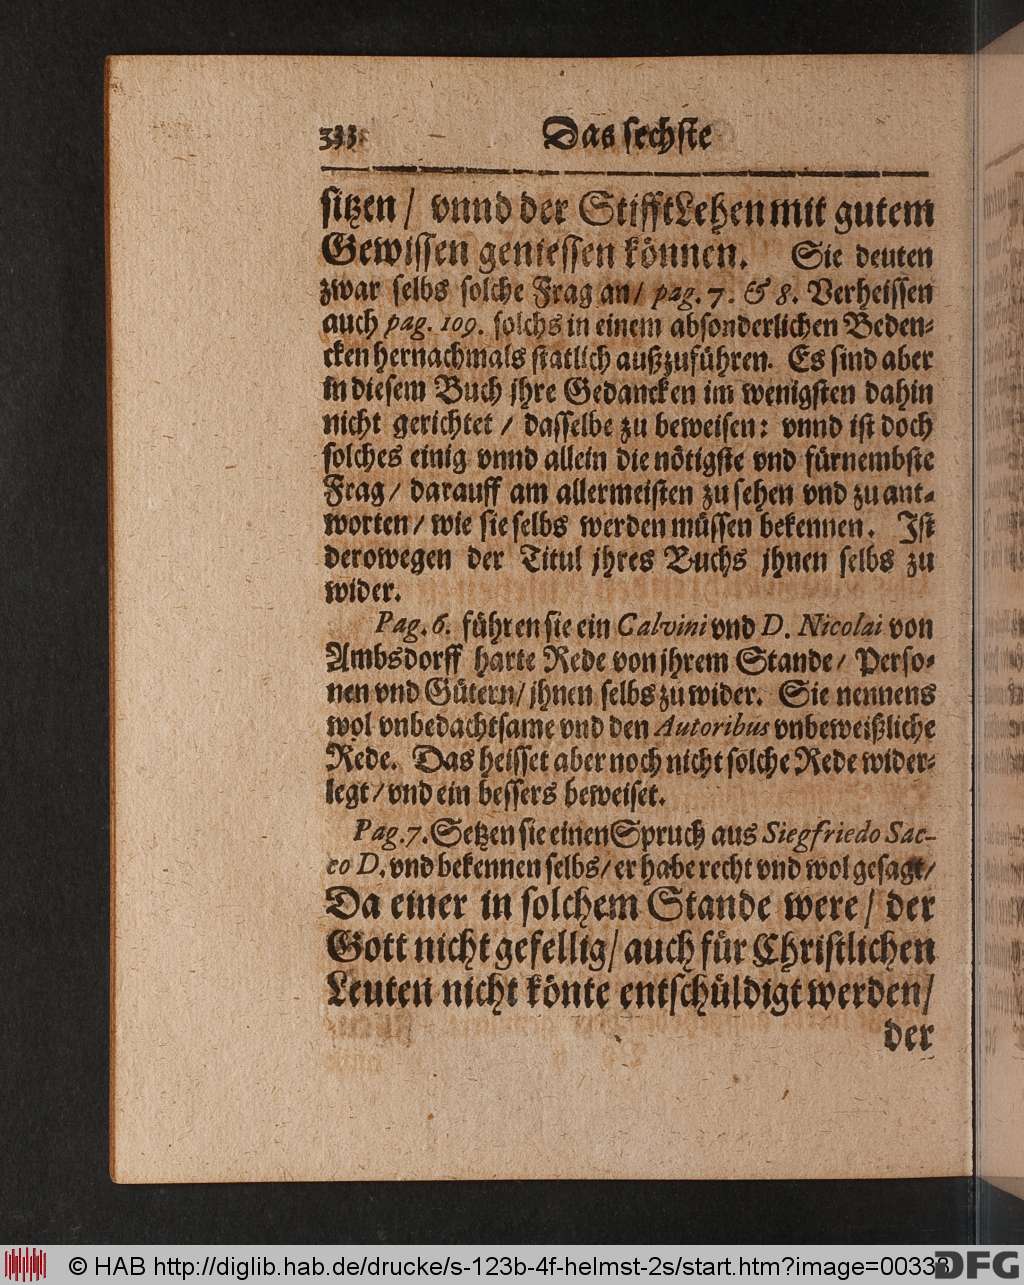 Das sechste
sitzen / vnnd der StifftLehen mit gutem
Gewissen geniessen können. Sie deuten
zwar selbs solche Frag an / pag. 7. & 8. Verheissen
auch pag. 109. solchs in einem absonderlichen Beden⸗
cken hernachmals statlich außzuführen. Es sind aber
in diesem Buch jhre Gedancken im wenigsten dahin
nicht gerichtet / dasselbe zu beweisen: vnnd ist doch
solches einig vnnd allein die nötigste vnd fürnembste
Frag / darauff am allermeisten zu sehen vnd zu ant⸗
worten / wie sie selbs werden müssen bekennen. Ist
derowegen der Titul jhres Buchs jhnen selbs zu
wider.
Pag. 6. führen sie ein Calvini vnd D. Nicolai von
Ambsdorff harte Rede von jhrem Stande / Perso⸗
nen vnd Gütern / jhnen selbs zu wider. Sie nennens
wol vnbedachtsame vnd den Autoribus vnbeweißliche
Rede. Das heisset aber noch nicht solche Rede wider⸗
legt / vnd ein bessers beweiset.
Pag. 7. Setzen sie einen Spruch aus Siegfriedo Sac-
co D. vnd bekennen selbs / er habe recht vnd wol gesagt /
Da einer in solchem Stande were / der
Gott nicht gefellig / auch für Christlichen
Leuten nicht könte entschüldigt werden /
der
© HAB http://diglib.hab.de/drucke/s-123b-4f-helmst-2s/start.htm?image=00338
DFG